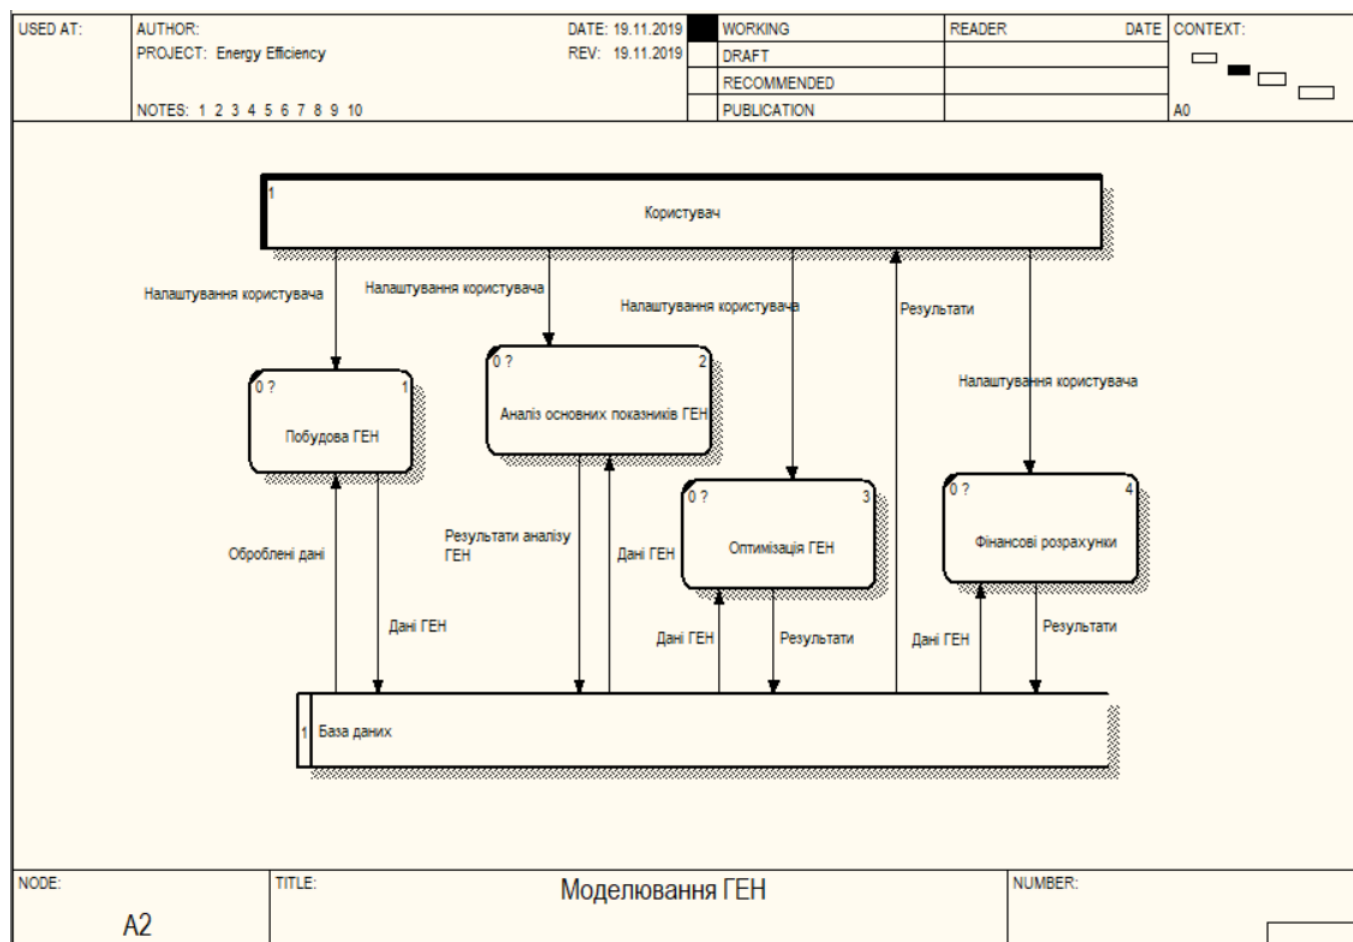 USED AT:
AUTHOR:
DATE: 19.11.2019
WORKING
READER
DATE
CONTEXT:
PROJECT: Energy Efficiency
REV: 19.11.2019
DRAFT
RECOMMENDED
NOTES: 1 2 3 4 5 6 7 8 9 10
PUBLICATION
A0
1
Користувач
Налаштування користувача
Налаштування користувача
Налаштування користувача
Результати
Налаштування користувача
0 ?
1
Побудова ГЕН
0 ?
2
Аналіз основних показників ГЕН
0 ?
3
Оптимізація ГЕН
0 ?
4
Фінансові розрахунки
Оброблені дані
Дані ГЕН
Результати аналізу
ГЕН
Дані ГЕН
Дані ГЕН
Результати
Дані ГЕН
Результати
1
База даних
NODE:
A2
TITLE:
Моделювання ГЕН
NUMBER: